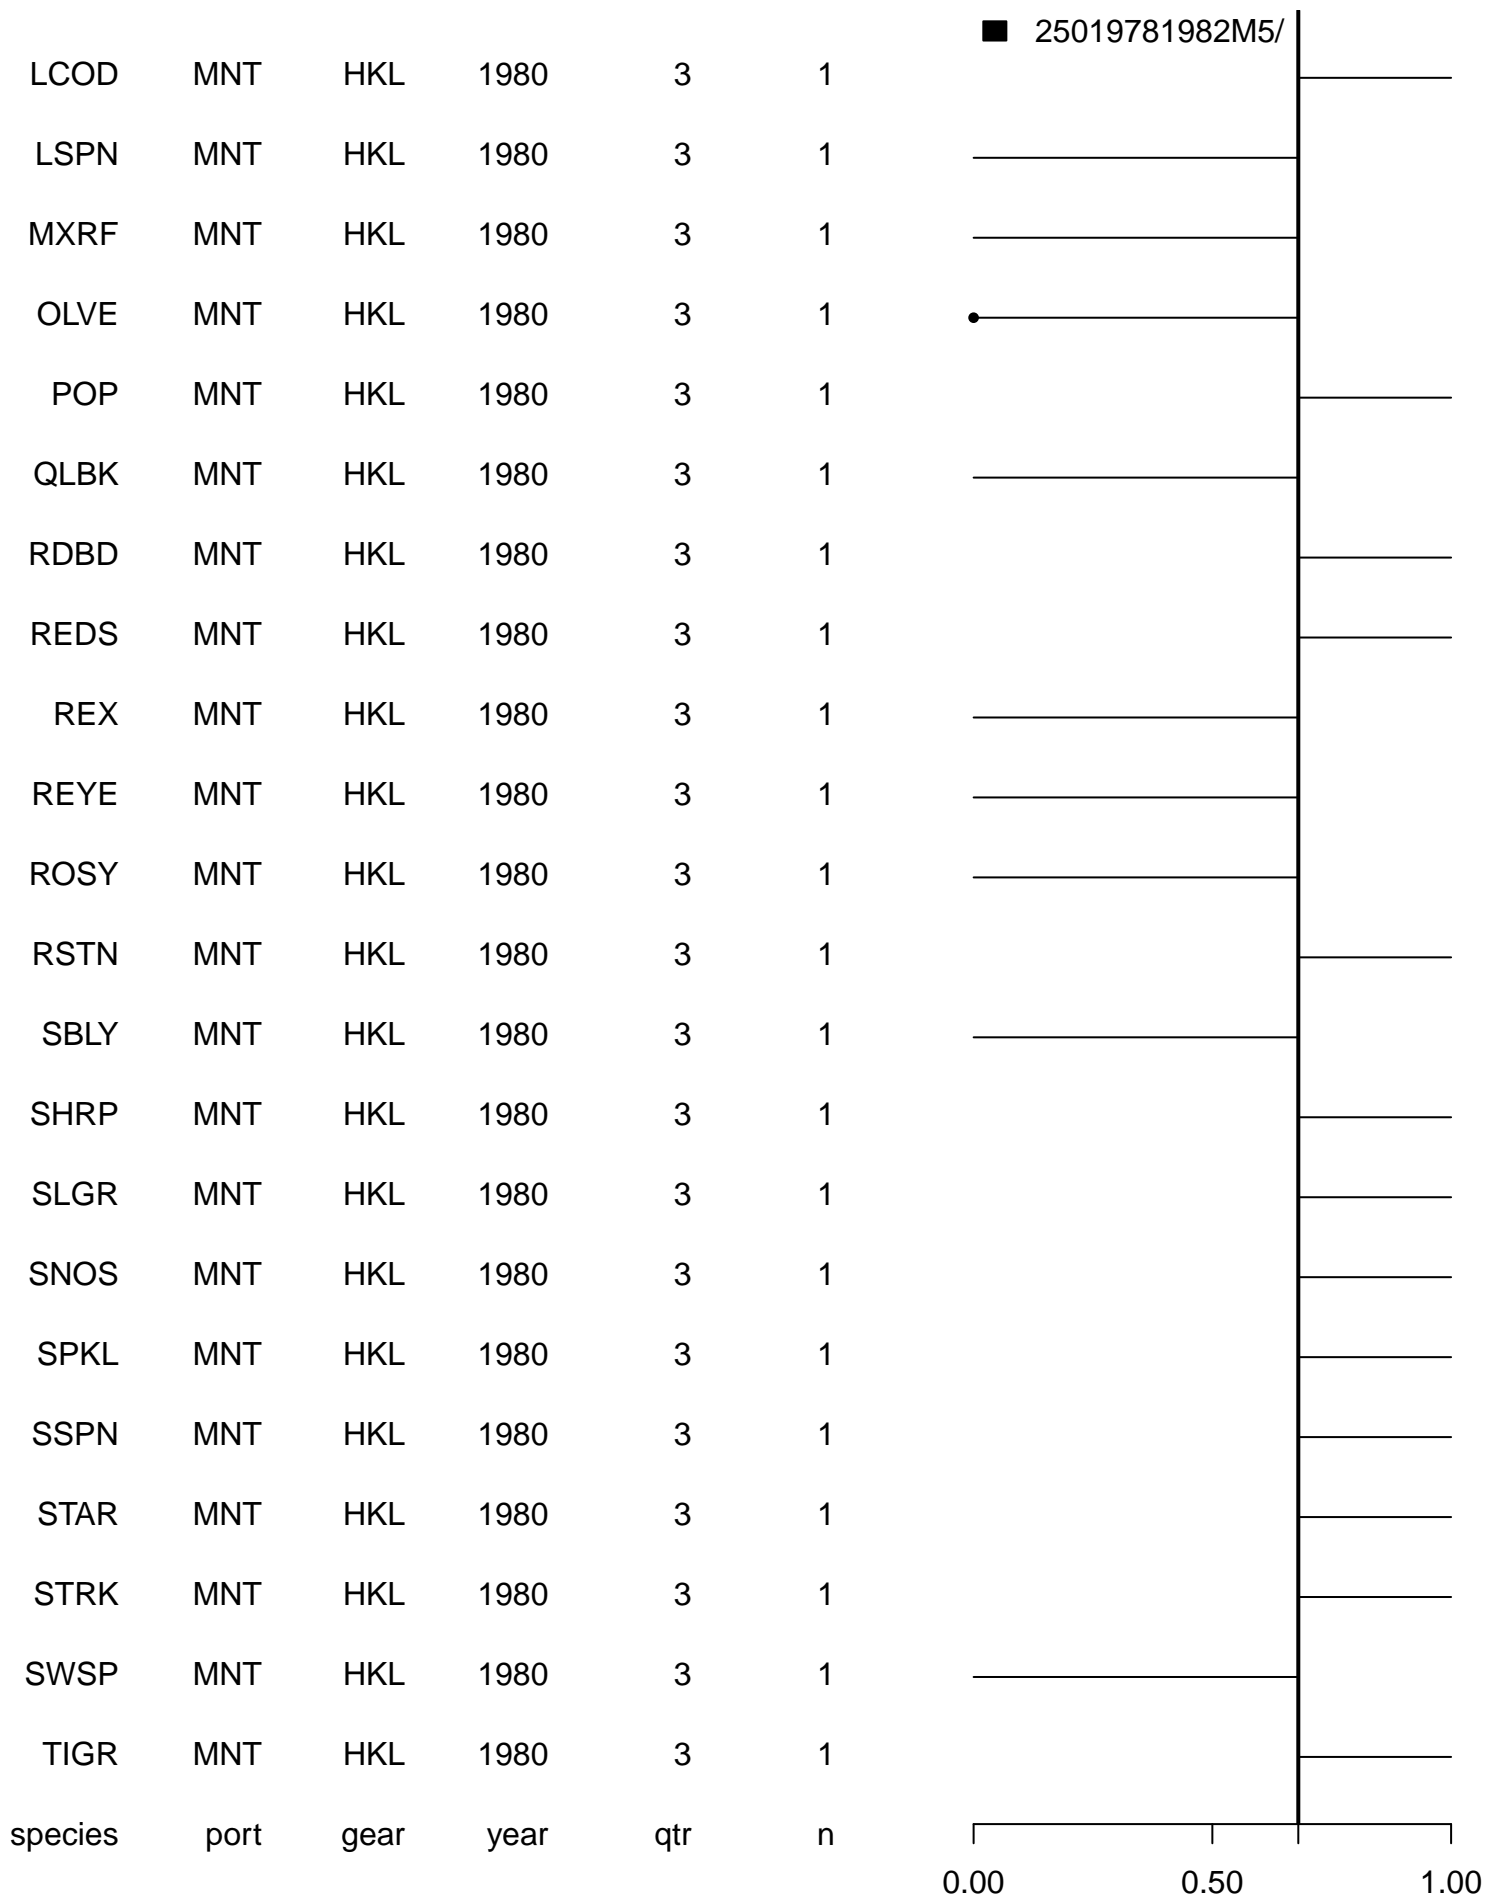 25019781982M5/
LCOD MNT HKL 1980 3 1
LSPN MNT HKL 1980 3 1
MXRF MNT HKL 1980 3 1
OLVE MNT HKL 1980 3 1
POP MNT HKL 1980 3 1
QLBK MNT HKL 1980 3 1
RDBD MNT HKL 1980 3 1
REDS MNT HKL 1980 3 1
REX MNT HKL 1980 3 1
REYE MNT HKL 1980 3 1
ROSY MNT HKL 1980 3 1
RSTN MNT HKL 1980 3 1
SBLY MNT HKL 1980 3 1
SHRP MNT HKL 1980 3 1
SLGR MNT HKL 1980 3 1
SNOS MNT HKL 1980 3 1
SPKL MNT HKL 1980 3 1
SSPN MNT HKL 1980 3 1
STAR MNT HKL 1980 3 1
STRK MNT HKL 1980 3 1
SWSP MNT HKL 1980 3 1
TIGR MNT HKL 1980 3 1
species port gear year qtr n
0.00 0.50 1.00